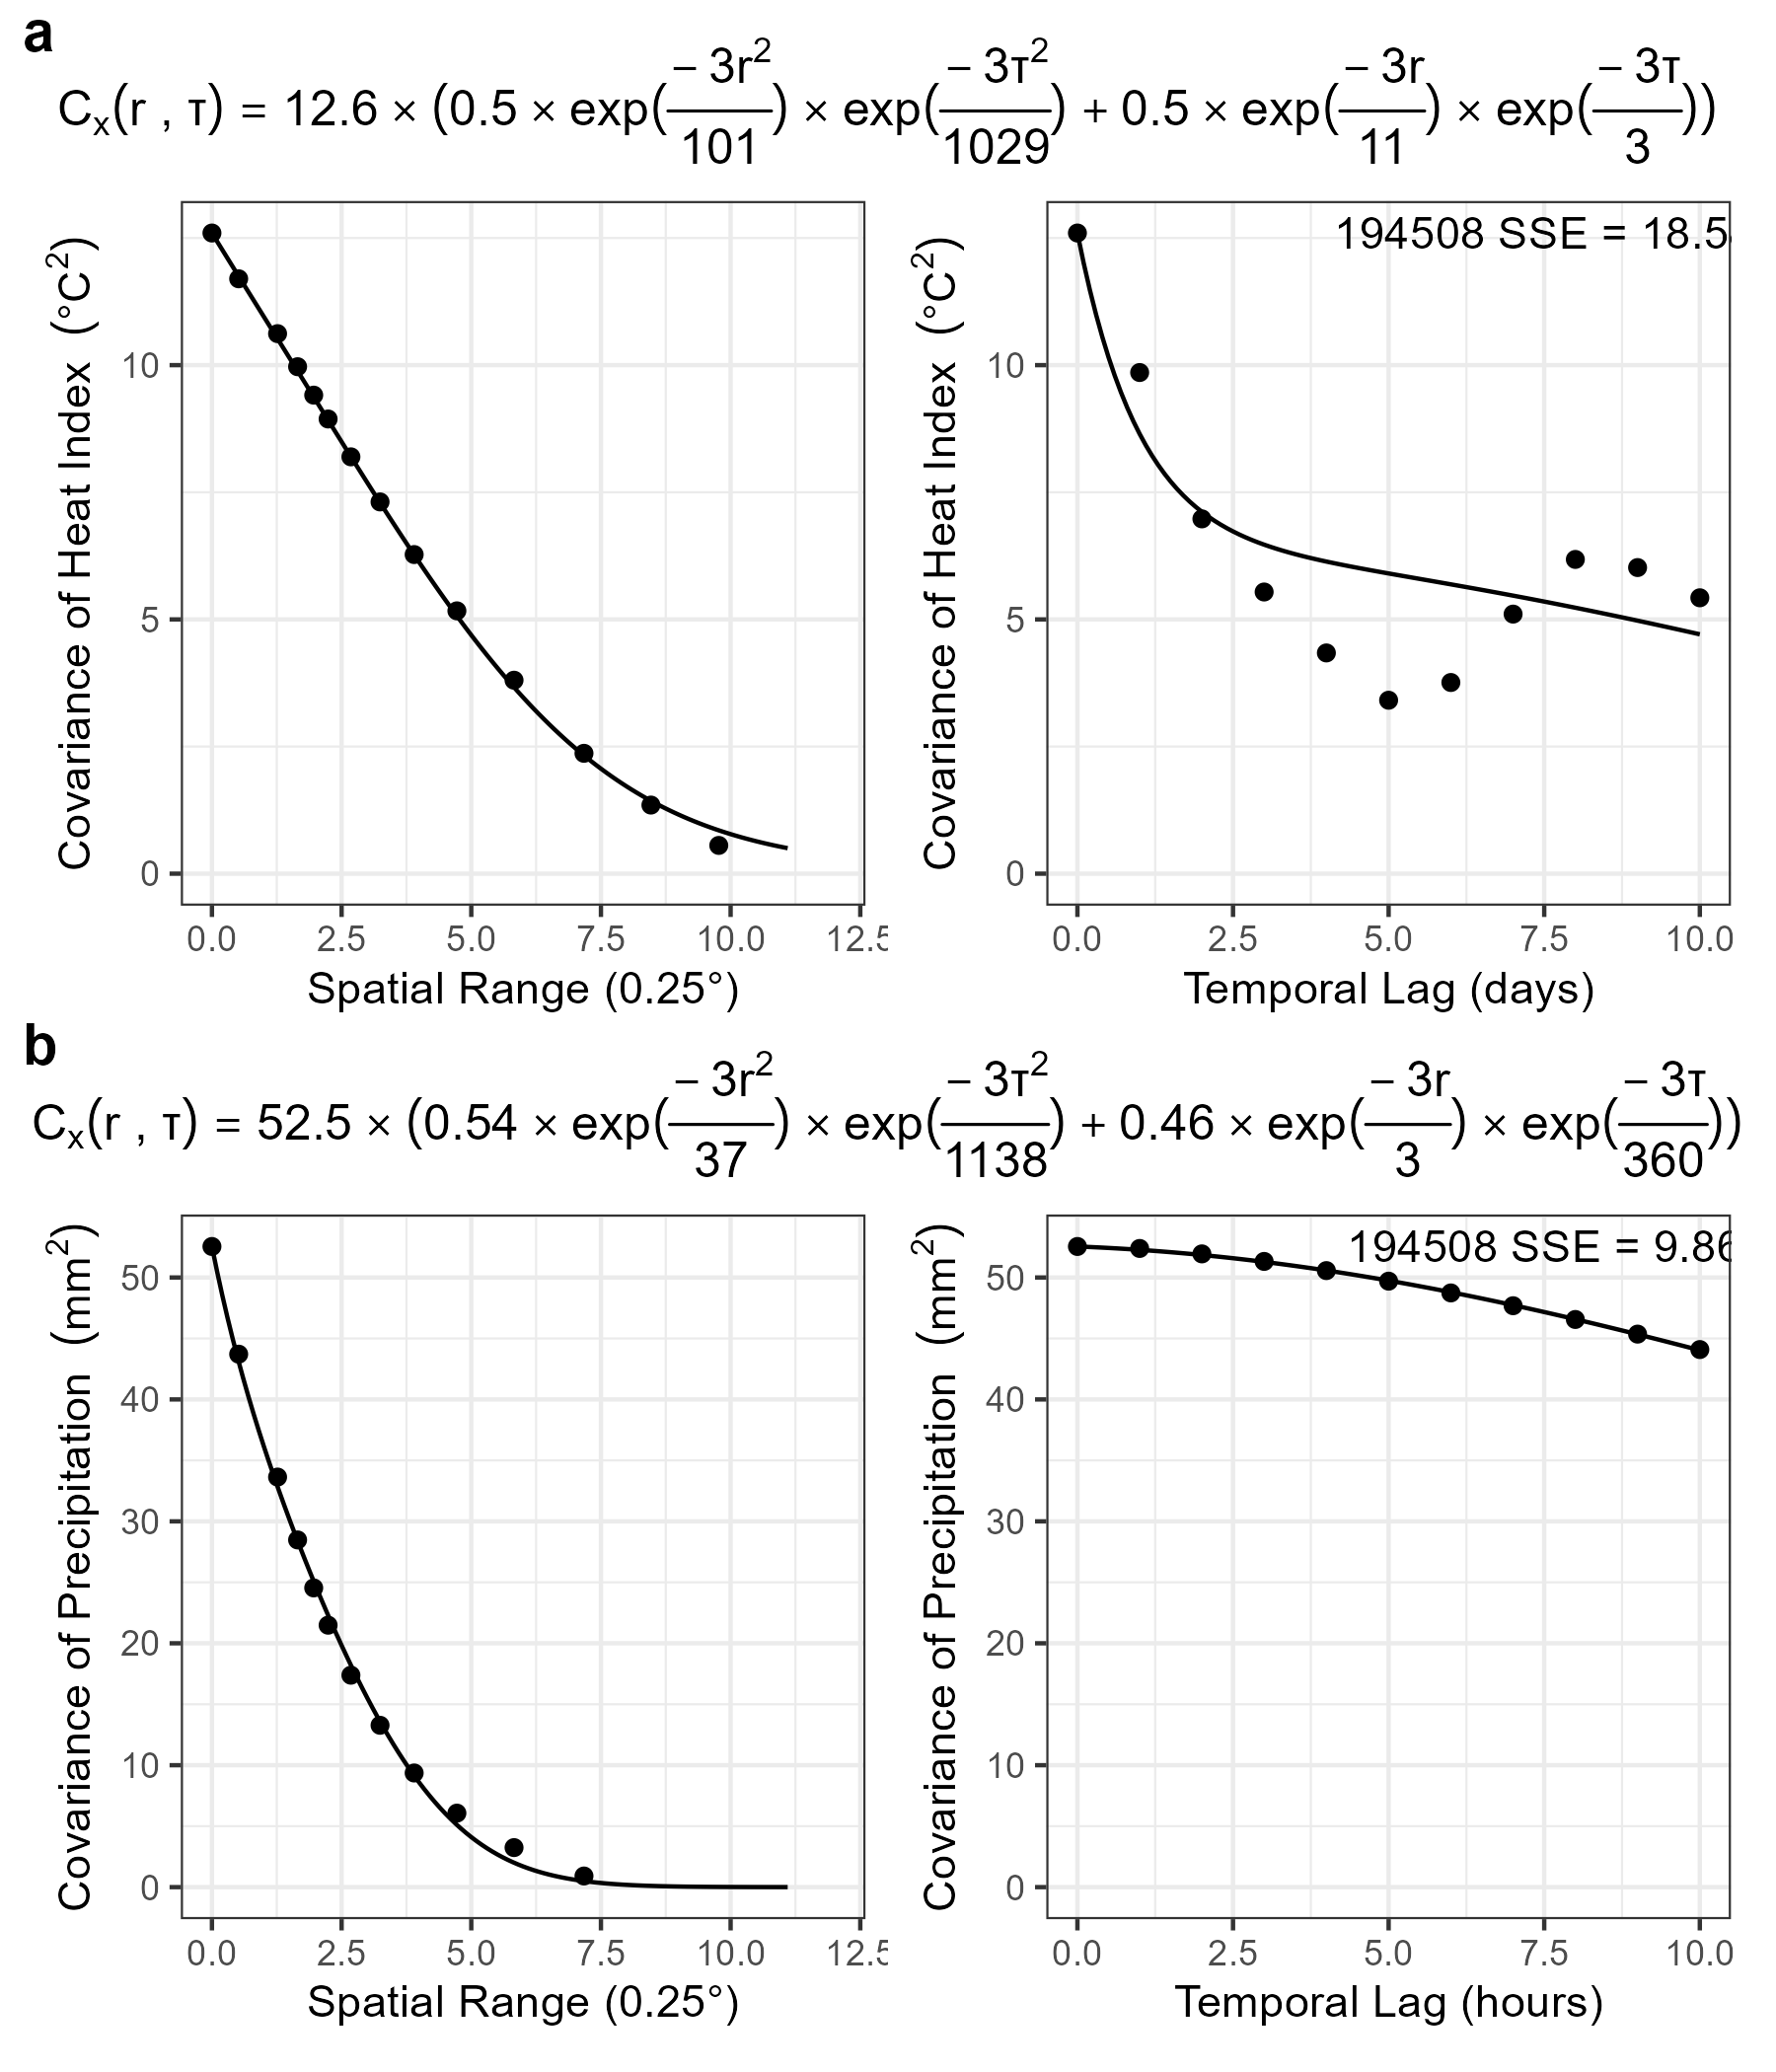 a
Cx(r , τ) = 12.6 × (0.5 × exp(− 3r² / 101) × exp(− 3τ² / 1029) + 0.5 × exp(− 3r / 11) × exp(− 3τ / 3))
Covariance of Heat Index (°C²)
10
5
0
0.0 2.5 5.0 7.5 10.0 12.5
Spatial Range (0.25°)
194508 SSE = 18.5
Covariance of Heat Index (°C²)
10
5
0
0.0 2.5 5.0 7.5 10.0
Temporal Lag (days)
b
Cx(r , τ) = 52.5 × (0.54 × exp(− 3r² / 37) × exp(− 3τ² / 1138) + 0.46 × exp(− 3r / 3) × exp(− 3τ / 360))
Covariance of Precipitation (mm²)
50
40
30
20
10
0
0.0 2.5 5.0 7.5 10.0 12.5
Spatial Range (0.25°)
194508 SSE = 9.86
Covariance of Precipitation (mm²)
50
40
30
20
10
0
0.0 2.5 5.0 7.5 10.0
Temporal Lag (hours)